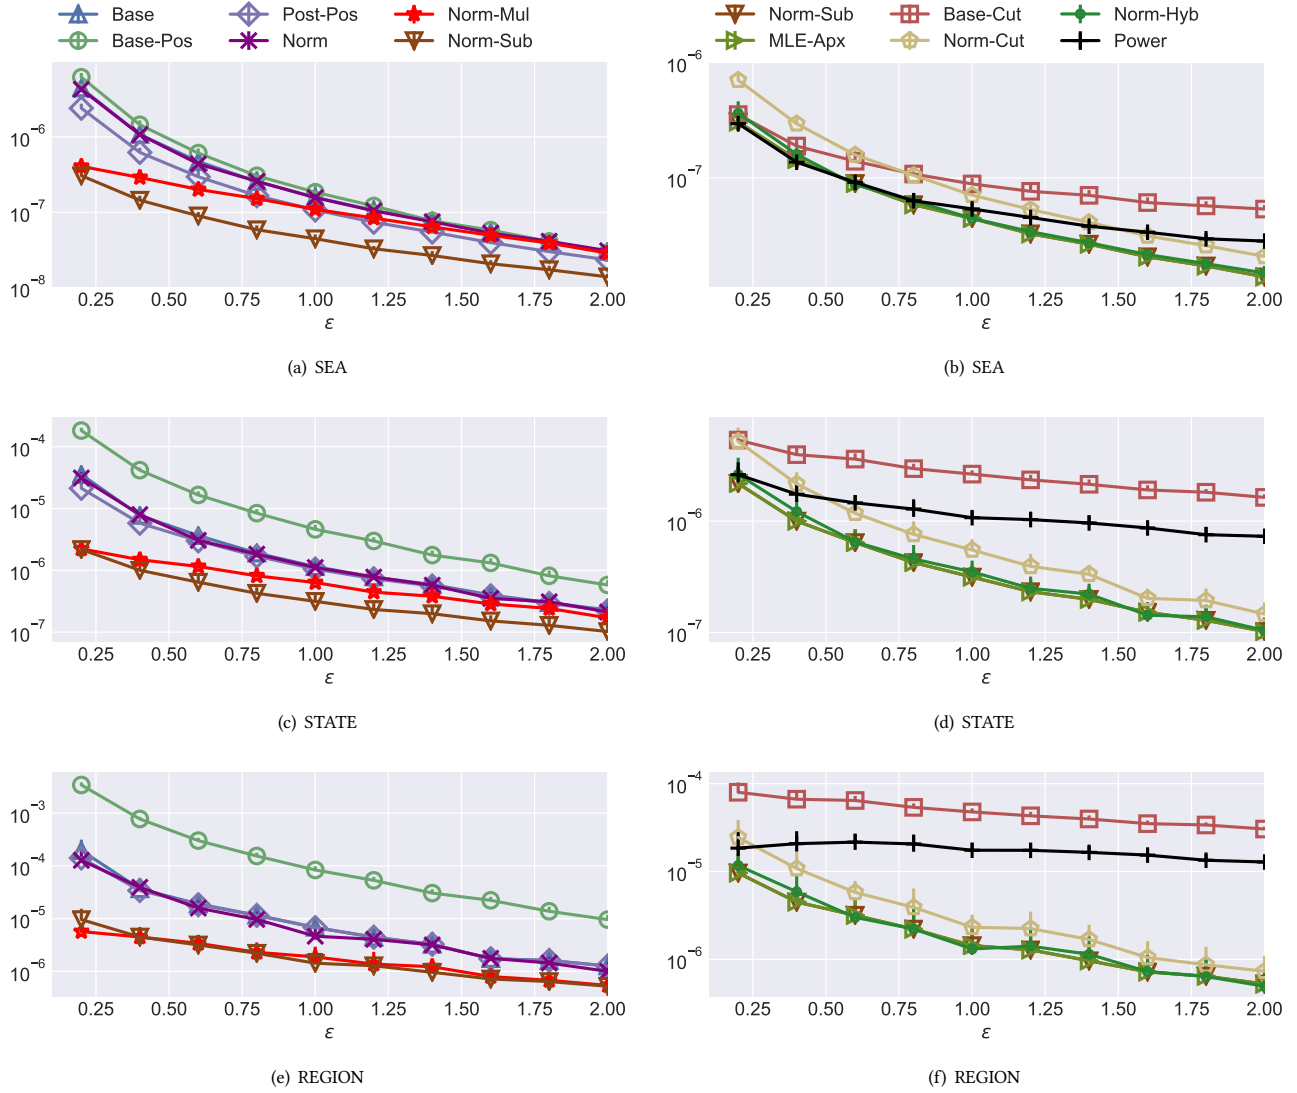 Base Post-Pos Norm-Mul
Base-Pos Norm Norm-Sub
Norm-Sub Base-Cut Norm-Hyb
MLE-Apx Norm-Cut Power
10^-6
10^-7
10^-8
0.25 0.50 0.75 1.00 1.25 1.50 1.75 2.00
ε
(a) SEA
10^-6
10^-7
0.25 0.50 0.75 1.00 1.25 1.50 1.75 2.00
ε
(b) SEA
10^-4
10^-5
10^-6
10^-7
0.25 0.50 0.75 1.00 1.25 1.50 1.75 2.00
ε
(c) STATE
10^-6
10^-7
0.25 0.50 0.75 1.00 1.25 1.50 1.75 2.00
ε
(d) STATE
10^-3
10^-4
10^-5
10^-6
0.25 0.50 0.75 1.00 1.25 1.50 1.75 2.00
ε
(e) REGION
10^-4
10^-5
10^-6
0.25 0.50 0.75 1.00 1.25 1.50 1.75 2.00
ε
(f) REGION